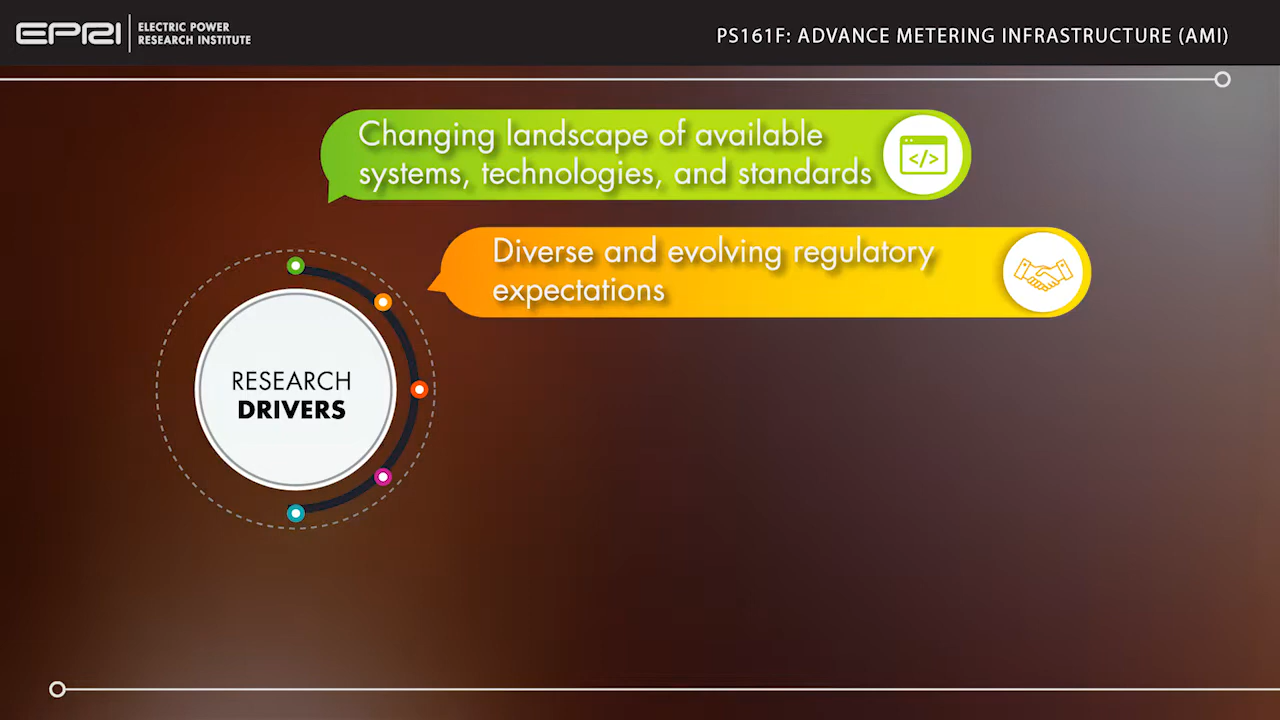 EPRI
ELECTRIC POWER
RESEARCH INSTITUTE
PS161F: ADVANCE METERING INFRASTRUCTURE (AMI)
Changing landscape of available
systems, technologies, and standards
</>
Diverse and evolving regulatory
expectations
RESEARCH
DRIVERS